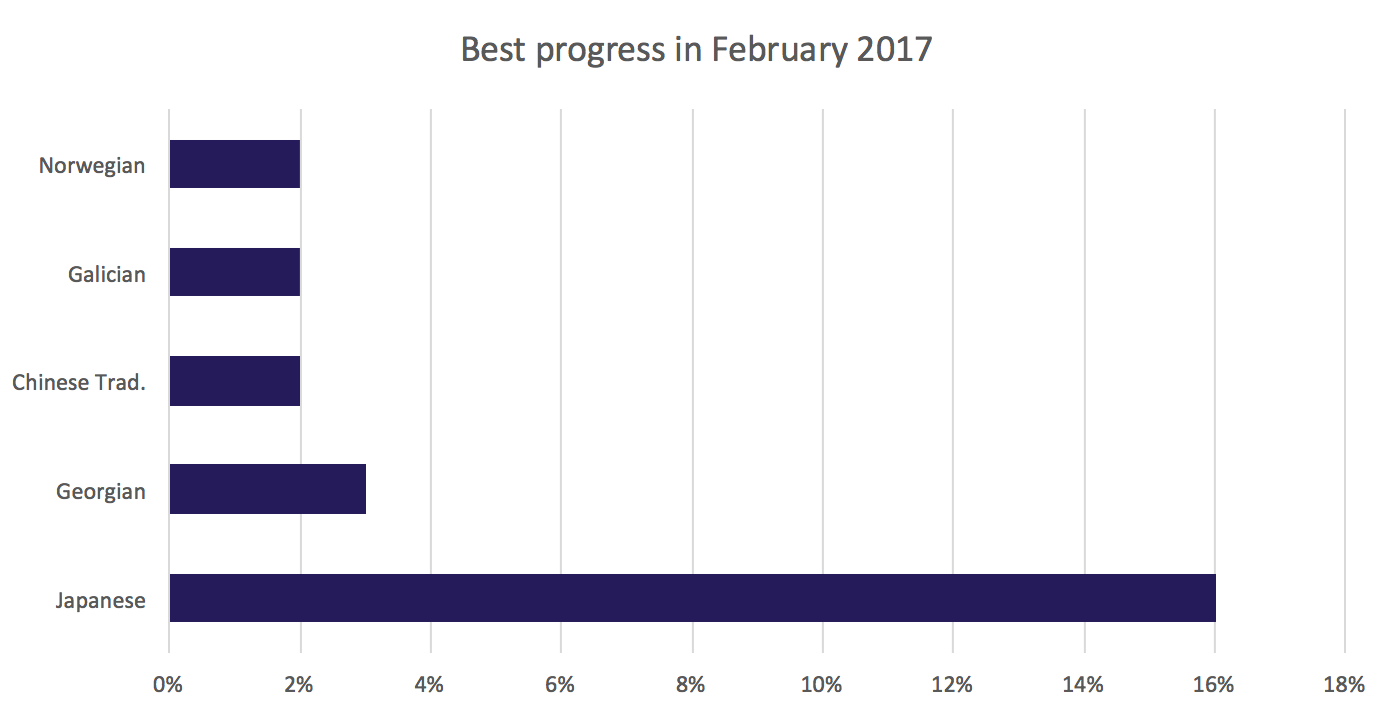 Best progress in February 2017
Norwegian
Galician
Chinese Trad.
Georgian
Japanese
0% 2% 4% 6% 8% 10% 12% 14% 16% 18%